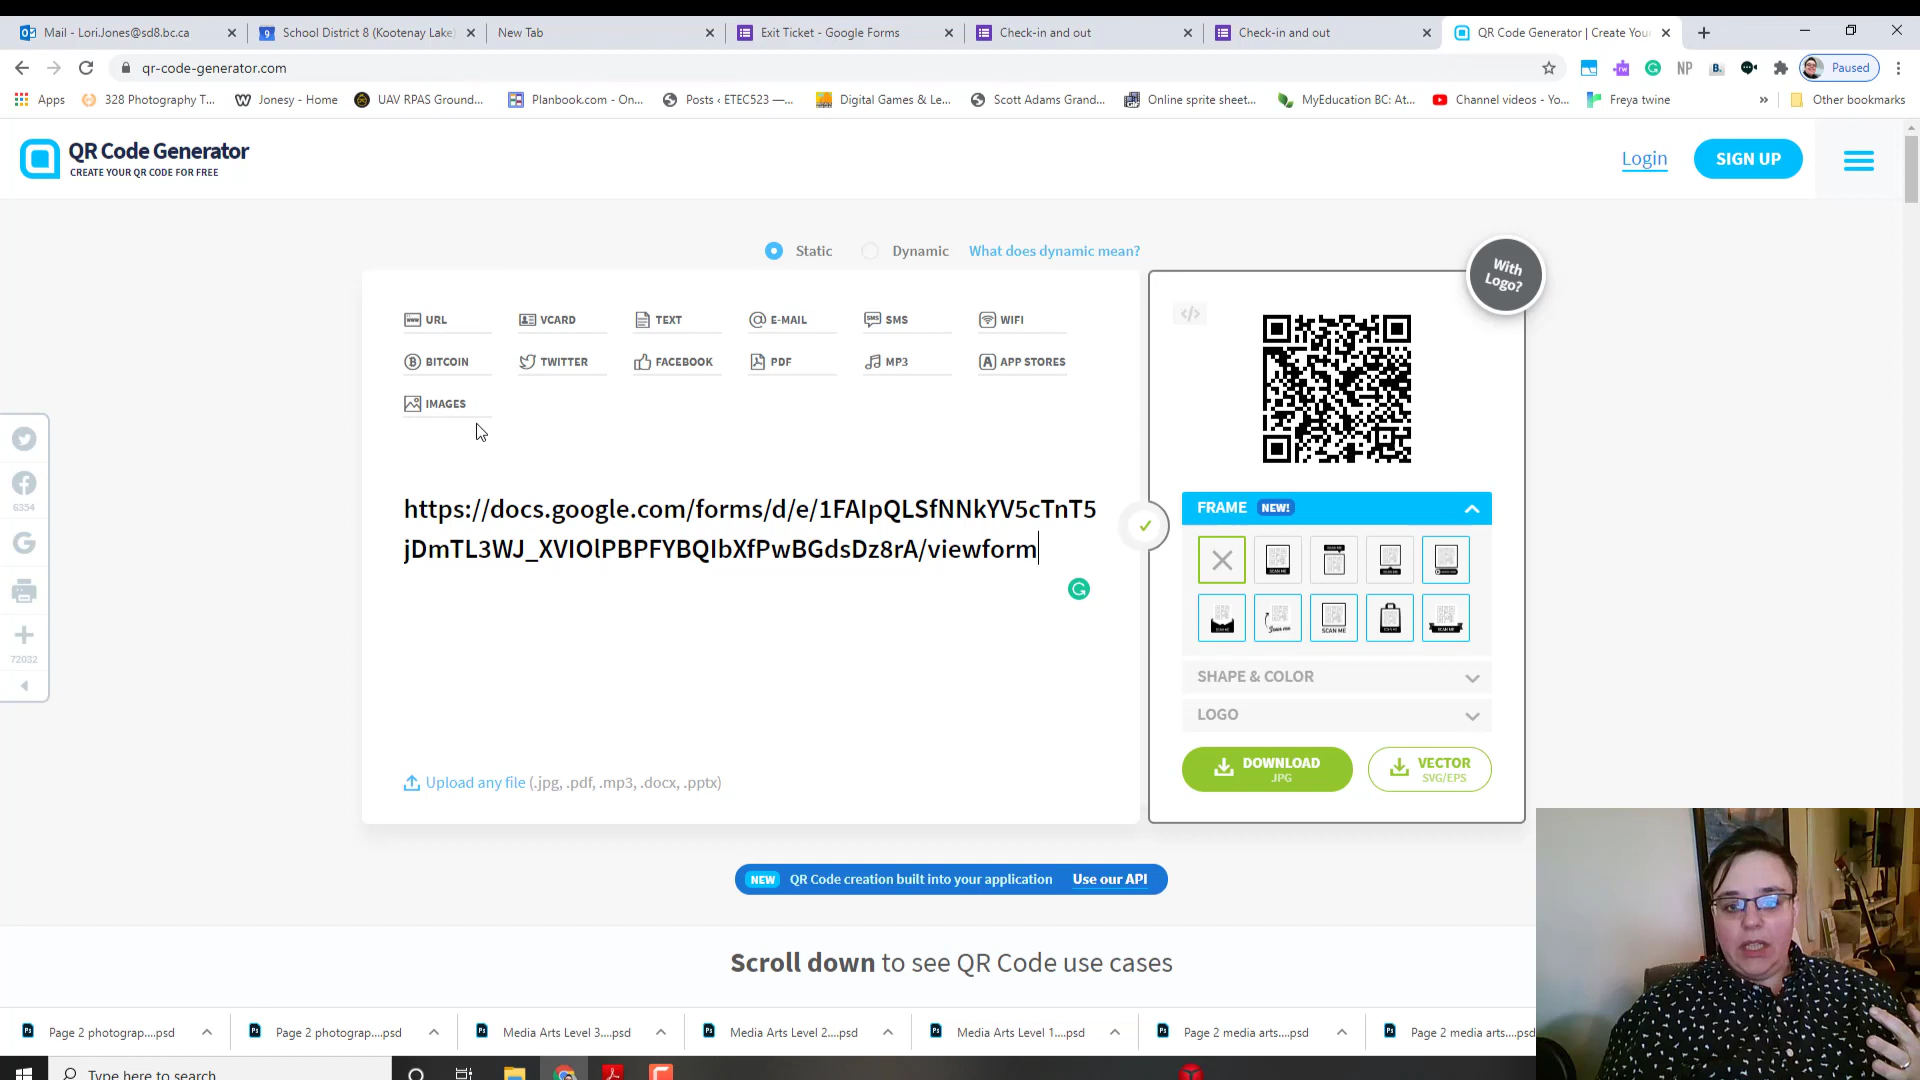 Mail - LoriJones@sd8.bc.ca
School District 8 (Kootenay Lake)
New Tab
Exit Ticket - Google Forms
Check-in and out
Check-in and out
QR Code Generator | Create You
qr-code-generator.com
NP
B.
Paused
Apps
328 Photography T...
Jonesy - Home
UAV RPAS Ground...
Planbook.com - On...
Posts ‹ ETEC523 —...
Digital Games & Le...
Scott Adams Grand...
Online sprite sheet...
MyEducation BC: At...
Channel videos - Yo...
Freya twine
»
Other bookmarks
QR Code Generator
CREATE YOUR QR CODE FOR FREE
Login
SIGN UP
Static
Dynamic
What does dynamic mean?
With
Logo?
URL
VCARD
TEXT
E-MAIL
SMS
WIFI
BITCOIN
TWITTER
FACEBOOK
PDF
MP3
APP STORES
IMAGES
</>
https://docs.google.com/forms/d/e/1FAIpQLSfNNkYV5cTnT5
jDmTL3WJ_XVIOlPBPFYBQIbXfPwBGdsDz8rA/viewform
6354
72032
FRAME NEW!
SCAN ME
Scan me
SHAPE & COLOR
LOGO
DOWNLOAD
JPG
VECTOR
SVG/EPS
Upload any file (.jpg, .pdf, .mp3, .docx, .pptx)
NEW QR Code creation built into your application Use our API
Scroll down to see QR Code use cases
Page 2 photograp....psd
Page 2 photograp....psd
Media Arts Level 3....psd
Media Arts Level 2....psd
Media Arts Level 1....psd
Page 2 media arts....psd
Page 2 media arts....psd
Type here to search